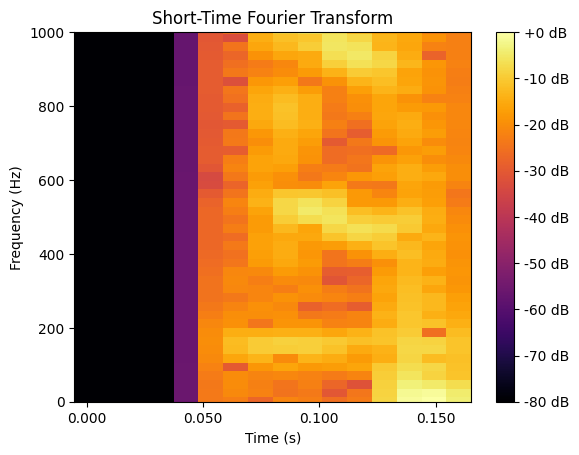 Short-Time Fourier Transform
1000
800
600
400
200
0
Frequency (Hz)
0.000
0.050
0.100
0.150
Time (s)
+0 dB
-10 dB
-20 dB
-30 dB
-40 dB
-50 dB
-60 dB
-70 dB
-80 dB